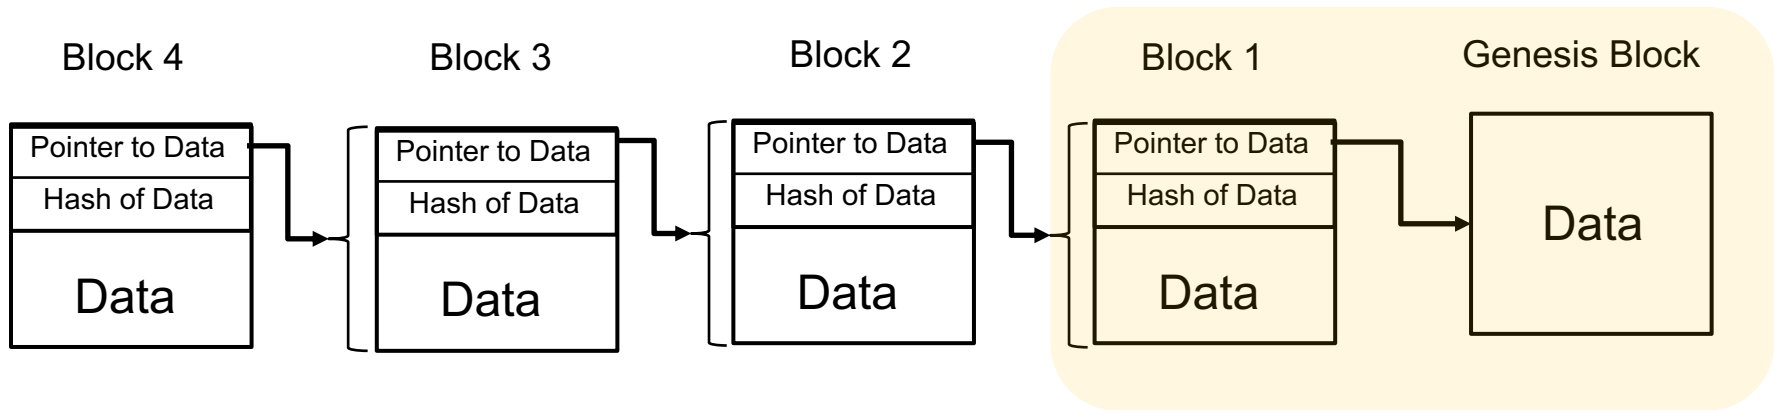 Block 4
Block 3
Block 2
Block 1
Genesis Block
Pointer to Data
Hash of Data
Data
Pointer to Data
Hash of Data
Data
Pointer to Data
Hash of Data
Data
Pointer to Data
Hash of Data
Data
Data